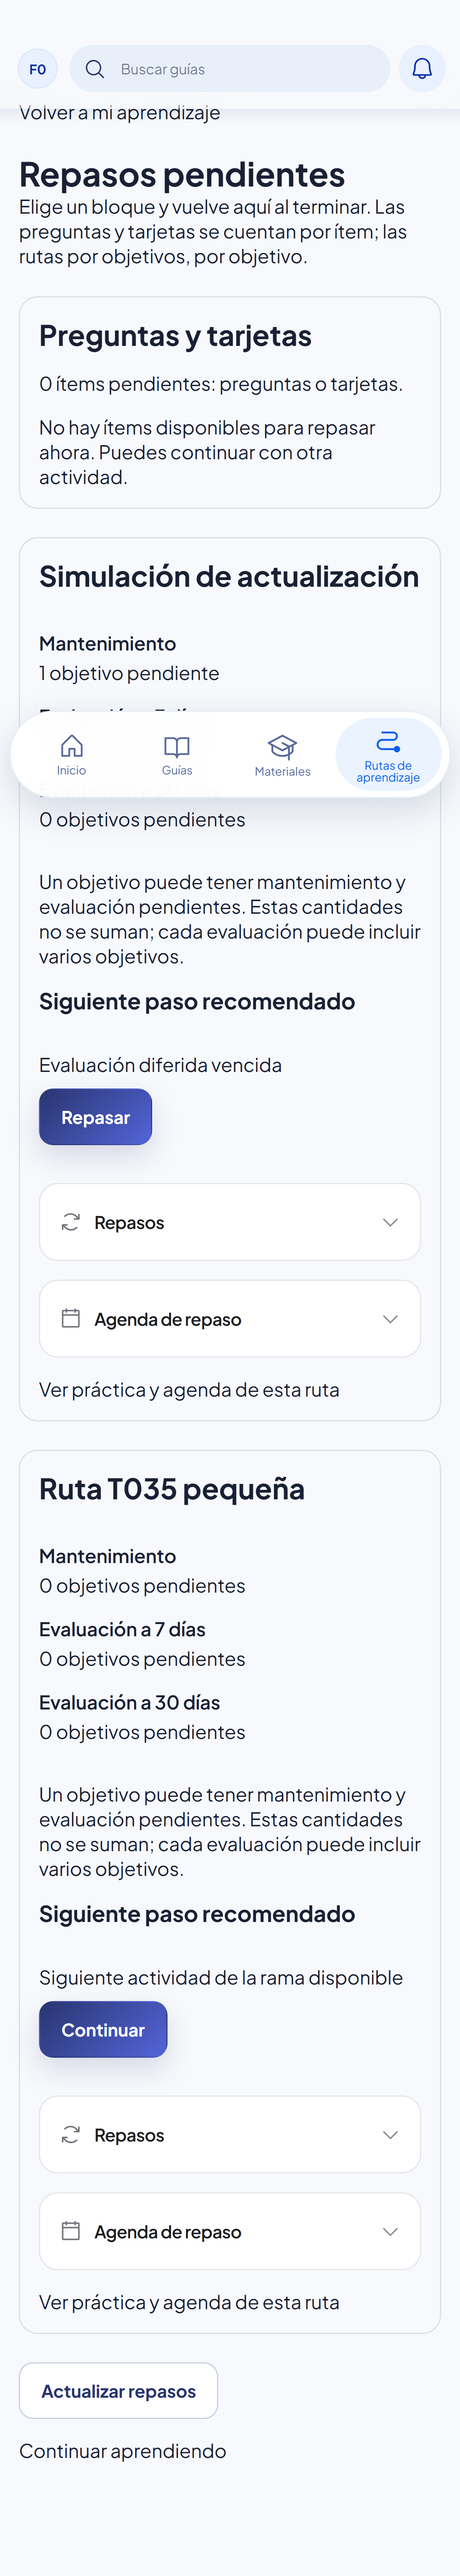 F0
Buscar guías
Volver a mi aprendizaje
Repasos pendientes
Elige un bloque y vuelve aquí al terminar. Las
preguntas y tarjetas se cuentan por ítem; las
rutas por objetivos, por objetivo.
Preguntas y tarjetas
0 ítems pendientes: preguntas o tarjetas.
No hay ítems disponibles para repasar
ahora. Puedes continuar con otra
actividad.
Simulación de actualización
Mantenimiento
1 objetivo pendiente
Inicio
Guías
Materiales
Rutas de
aprendizaje
0 objetivos pendientes
Un objetivo puede tener mantenimiento y
evaluación pendientes. Estas cantidades
no se suman; cada evaluación puede incluir
varios objetivos.
Siguiente paso recomendado
Evaluación diferida vencida
Repasar
Repasos
Agenda de repaso
Ver práctica y agenda de esta ruta
Ruta T035 pequeña
Mantenimiento
0 objetivos pendientes
Evaluación a 7 días
0 objetivos pendientes
Evaluación a 30 días
0 objetivos pendientes
Un objetivo puede tener mantenimiento y
evaluación pendientes. Estas cantidades
no se suman; cada evaluación puede incluir
varios objetivos.
Siguiente paso recomendado
Siguiente actividad de la rama disponible
Continuar
Repasos
Agenda de repaso
Ver práctica y agenda de esta ruta
Actualizar repasos
Continuar aprendiendo